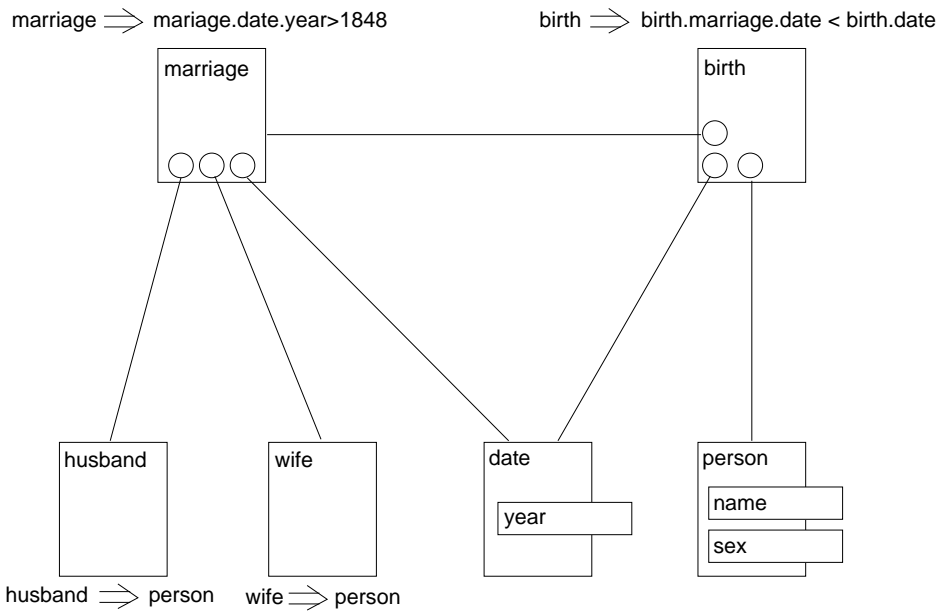 marriage ⇒ mariage.date.year>1848
birth ⇒ birth.marriage.date < birth.date
marriage
birth
husband
wife
date
person
year
name
sex
husband ⇒ person
wife ⇒ person